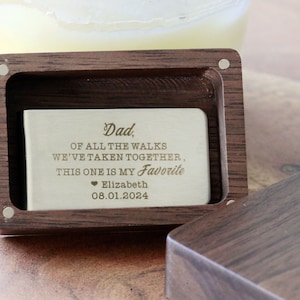 Dad,
OF ALL THE WALKS
WE'VE TAKEN TOGETHER,
THIS ONE IS MY Favorite
♥ Elizabeth
08.01.2024